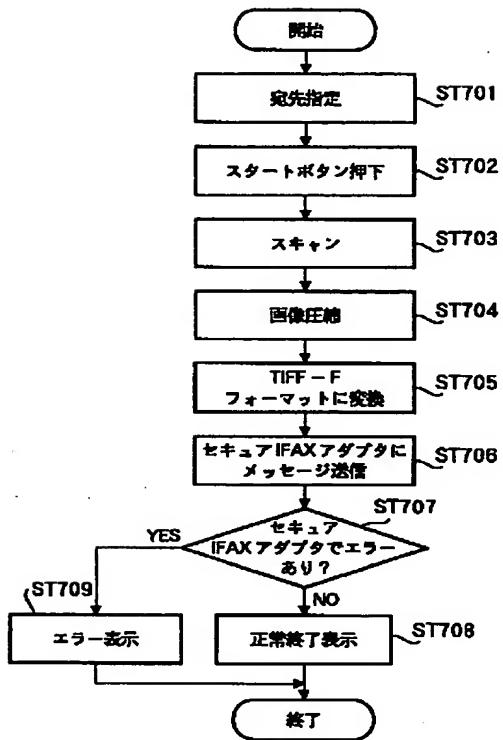 開始
宛先指定
ST701
スタートボタン押下
ST702
スキャン
ST703
画像圧縮
ST704
TIFF－F
フォーマットに変換
ST705
セキュアIFAXアダプタに
メッセージ送信
ST706
ST707
セキュア
IFAXアダプタでエラー
あり？
YES
NO
ST709
エラー表示
正常終了表示
ST708
終了